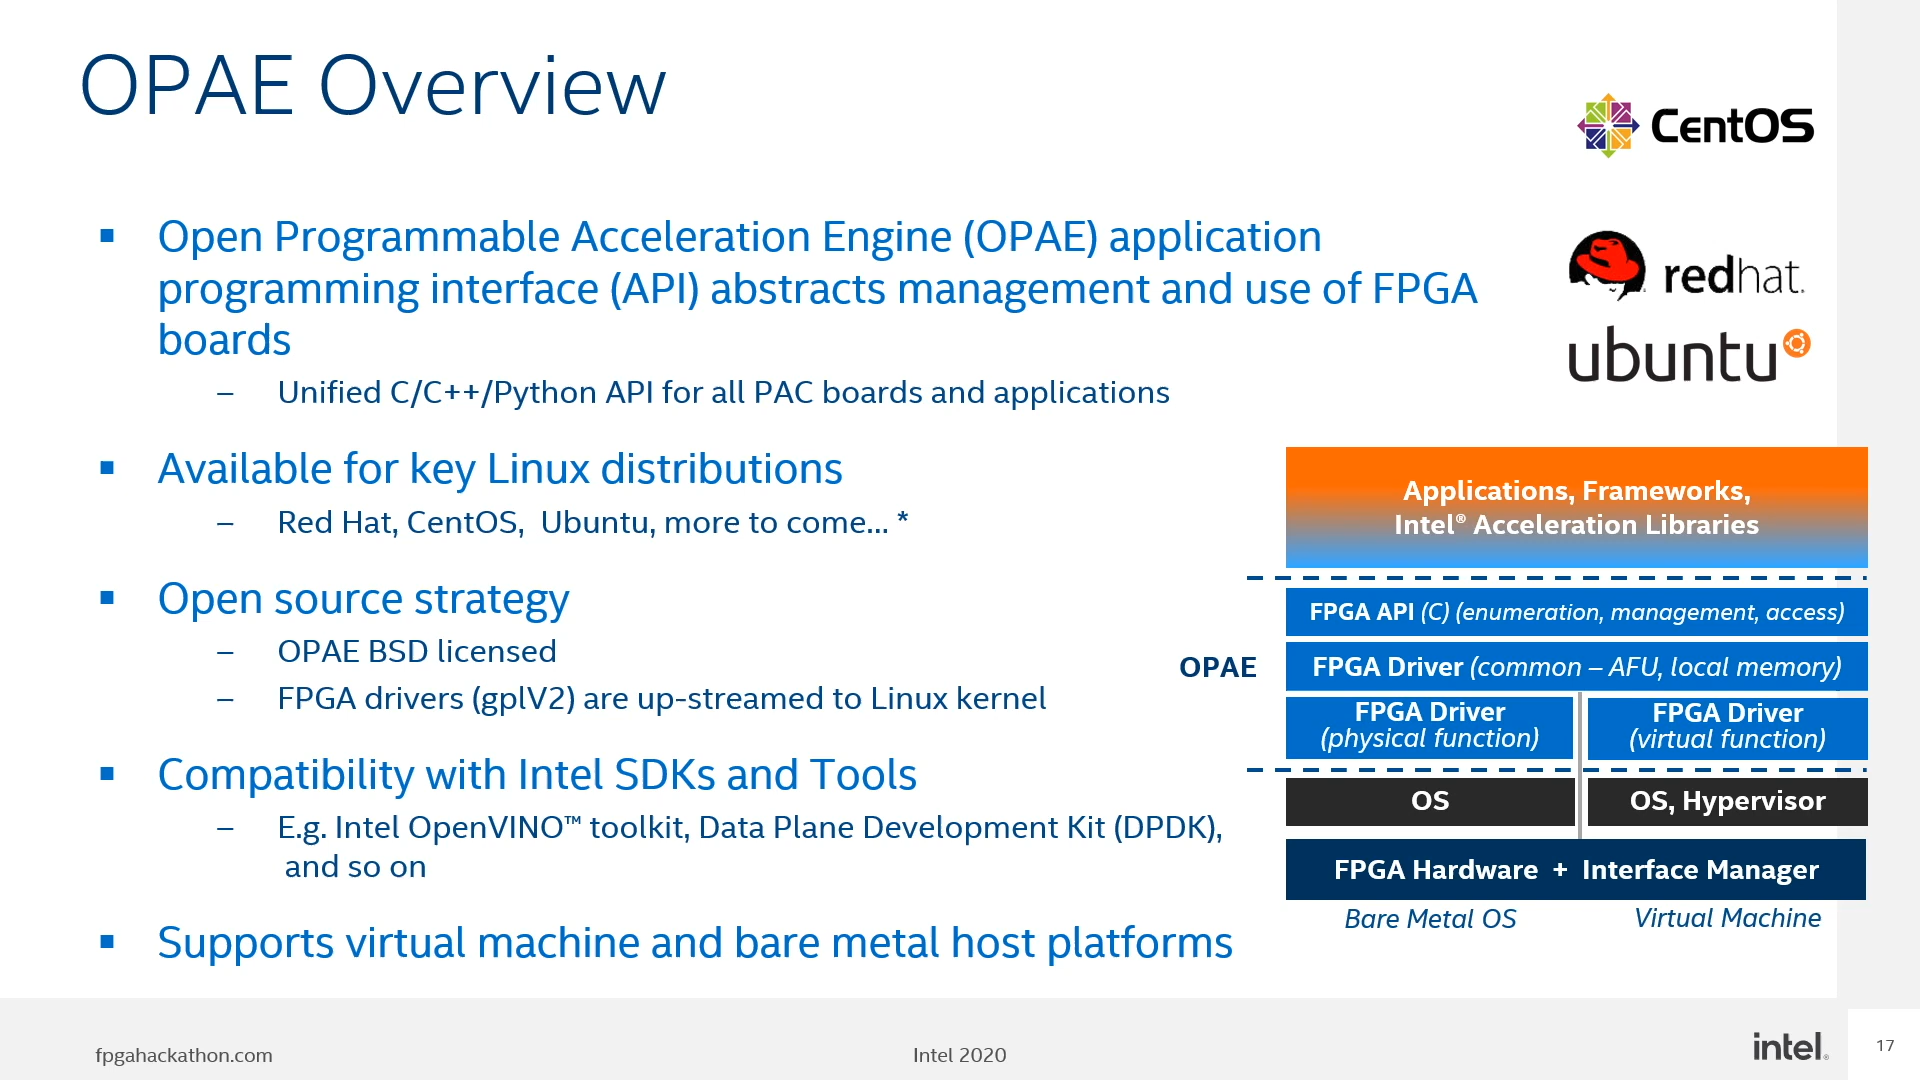 OPAE Overview
CentOS
▪ Open Programmable Acceleration Engine (OPAE) application
programming interface (API) abstracts management and use of FPGA
boards
– Unified C/C++/Python API for all PAC boards and applications
redhat.
ubuntu
▪ Available for key Linux distributions
– Red Hat, CentOS, Ubuntu, more to come... *
▪ Open source strategy
– OPAE BSD licensed
– FPGA drivers (gplV2) are up-streamed to Linux kernel
▪ Compatibility with Intel SDKs and Tools
– E.g. Intel OpenVINO™ toolkit, Data Plane Development Kit (DPDK),
and so on
▪ Supports virtual machine and bare metal host platforms
Applications, Frameworks,
Intel® Acceleration Libraries
FPGA API (C) (enumeration, management, access)
OPAE
FPGA Driver (common – AFU, local memory)
FPGA Driver
(physical function)
FPGA Driver
(virtual function)
OS
OS, Hypervisor
FPGA Hardware + Interface Manager
Bare Metal OS
Virtual Machine
fpgahackathon.com
Intel 2020
intel®
17